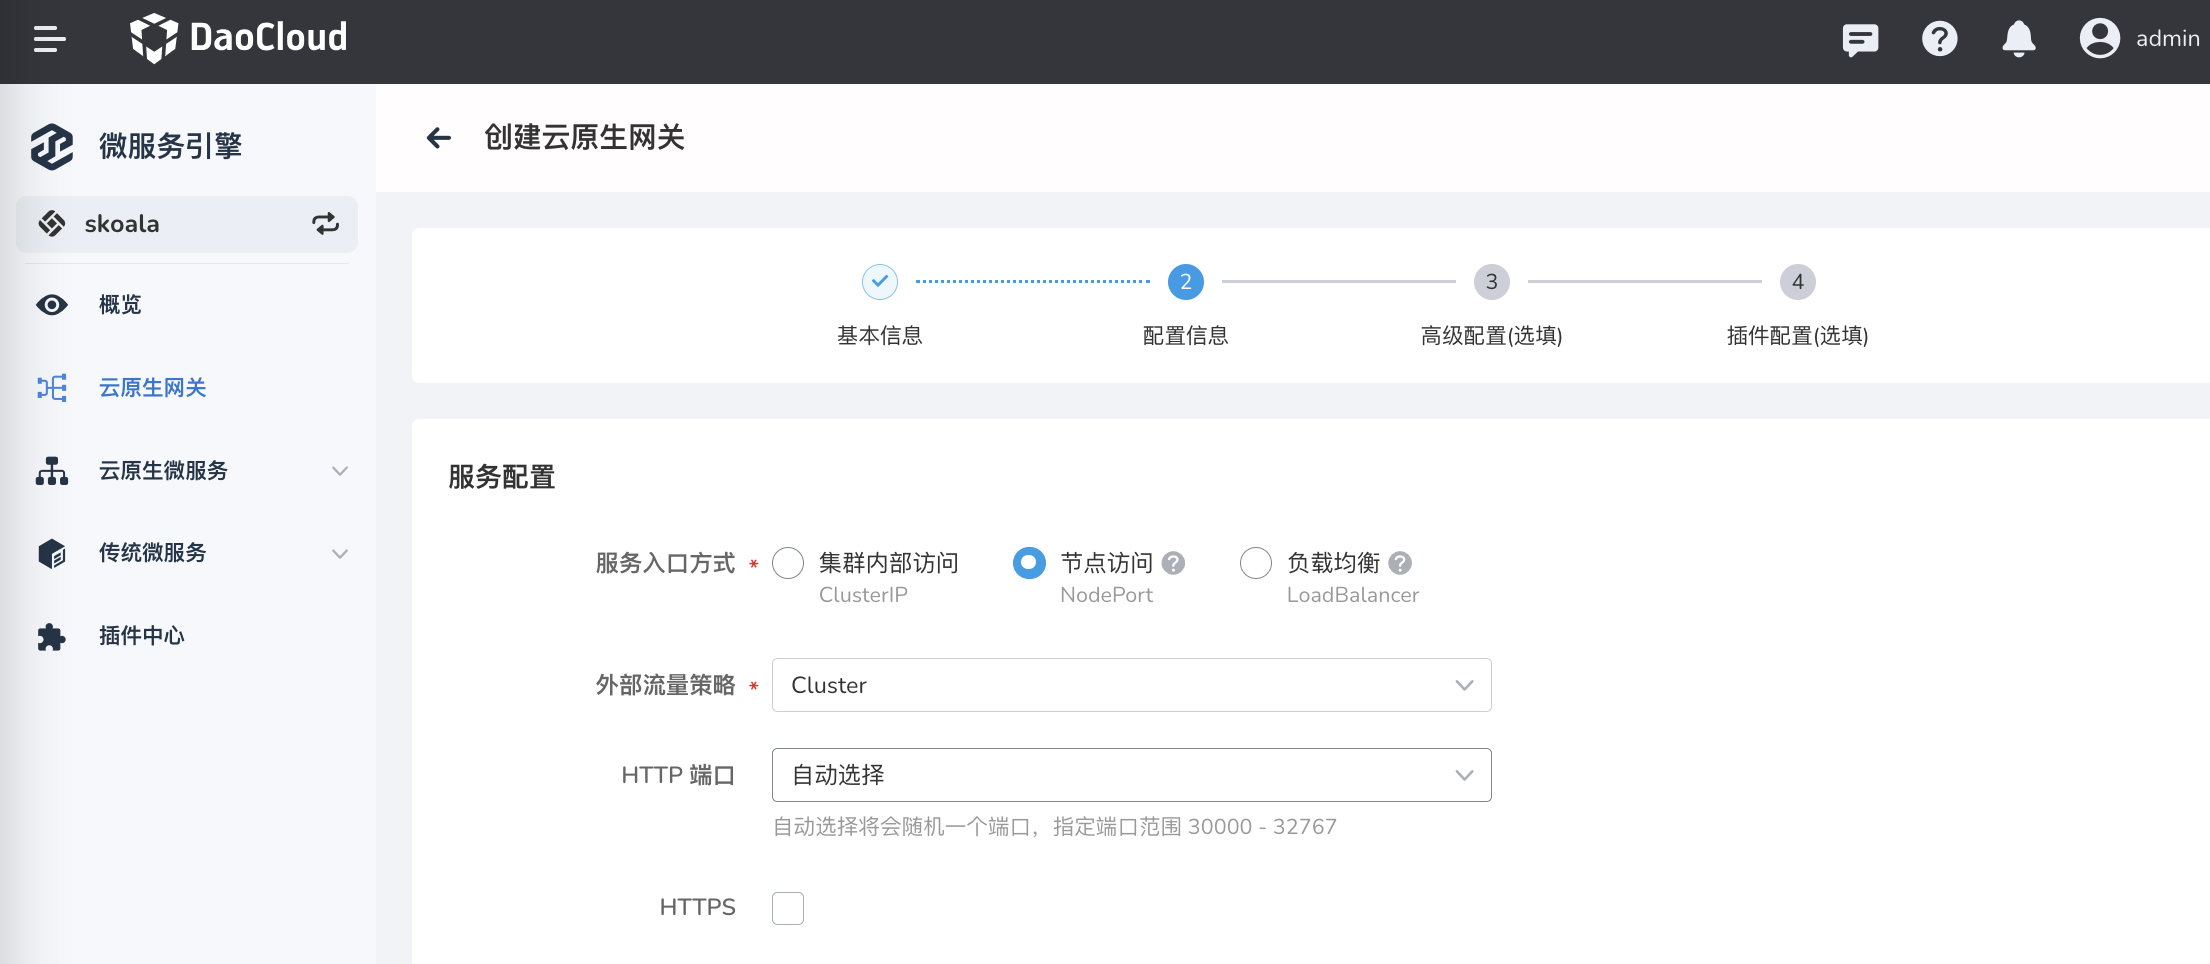 DaoCloud
admin
微服务引擎
skoala
概览
云原生网关
云原生微服务
传统微服务
插件中心
创建云原生网关
2
3
4
基本信息
配置信息
高级配置(选填)
插件配置(选填)
服务配置
服务入口方式 *
集群内部访问
ClusterIP
节点访问
NodePort
负载均衡
LoadBalancer
外部流量策略 *
Cluster
HTTP 端口
自动选择
自动选择将会随机一个端口，指定端口范围 30000 - 32767
HTTPS